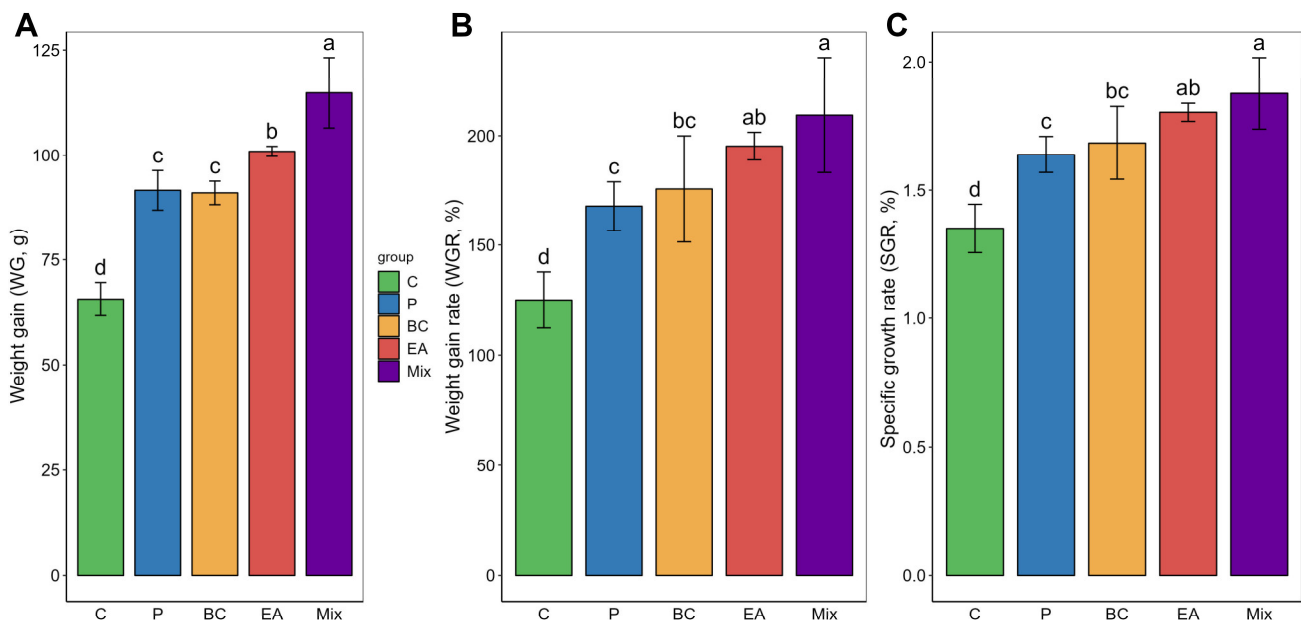 A
Weight gain (WG, g)
125
100
75
50
25
0
d
c
c
b
a
C
P
BC
EA
Mix
group
C
P
BC
EA
Mix
B
Weight gain rate (WGR, %)
200
150
100
50
0
d
c
bc
ab
a
C
P
BC
EA
Mix
C
Specific growth rate (SGR, %)
2.0
1.5
1.0
0.5
0.0
d
c
bc
ab
a
C
P
BC
EA
Mix